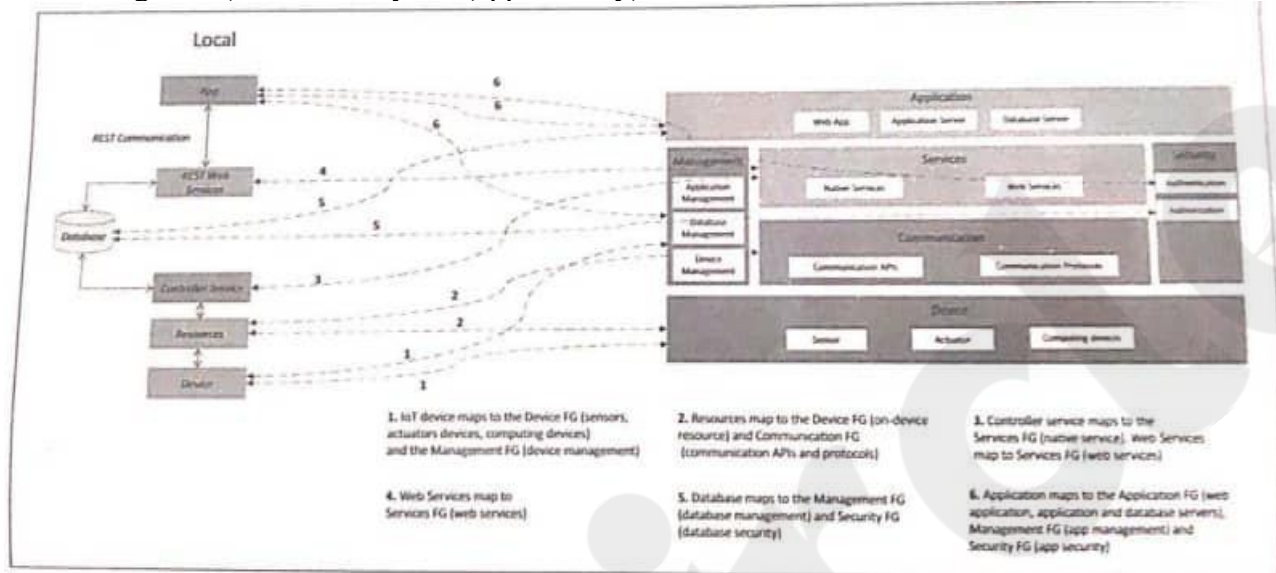 Local
App
REST Communication
REST Web
Services
Database
Controller Service
Resources
Device
6
6
6
4
5
5
3
2
2
1
1
Application
Web App
Application Server
Database Server
Management
Application
Management
Database
Management
Device
Management
Services
Native Services
Web Services
Communication
Communication APIs
Communication Protocols
Security
Authentication
Authorization
Device
Sensor
Actuator
Computing devices
1. IoT device maps to the Device FG (sensors,
actuators devices, computing devices)
and the Management FG (device management)
2. Resources map to the Device FG (on-device
resource) and Communication FG
(communication APIs and protocols)
3. Controller service maps to the
Services FG (native service). Web Services
map to Services FG (web services)
4. Web Services map to
Services FG (web services)
5. Database maps to the Management FG
(database management) and Security FG
(database security)
6. Application maps to the Application FG (web
application, application and database servers),
Management FG (app management) and
Security FG (app security)